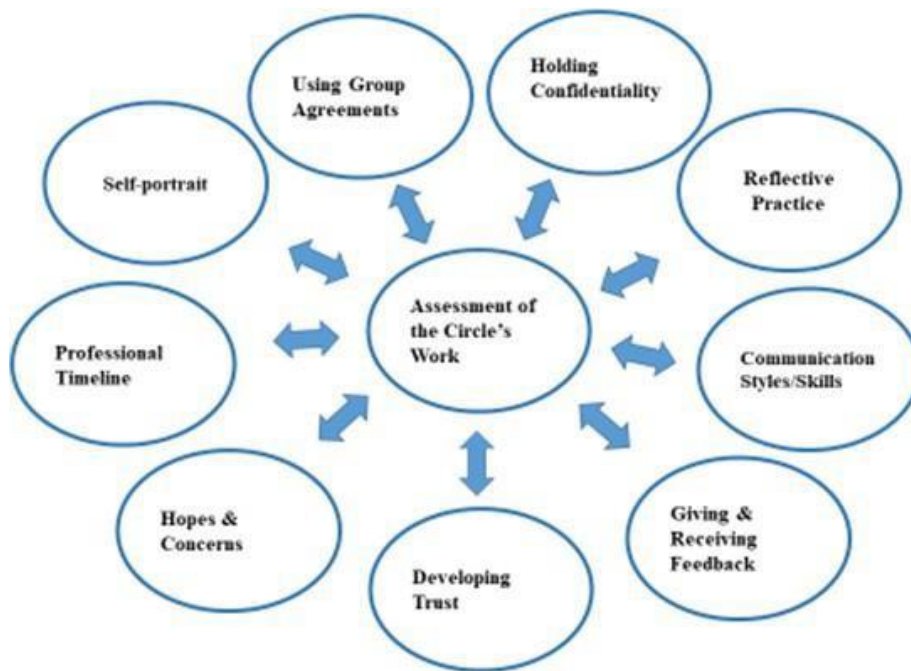 Using Group
Agreements
Holding
Confidentiality
Self-portrait
Reflective
Practice
Assessment of
the Circle's
Work
Professional
Timeline
Communication
Styles/Skills
Hopes &
Concerns
Developing
Trust
Giving &
Receiving
Feedback